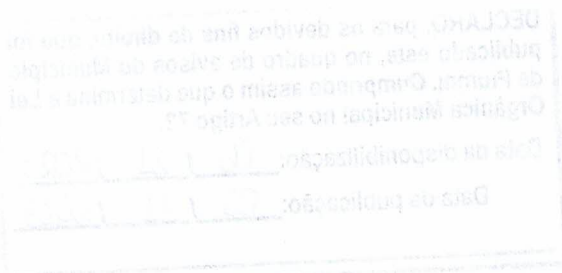 DECLARO, para os devidos fins de direito que foi
publicado esta, no quadro de avisos do Município
de Cumprindo assim o que determina a Lei
Orgânica Municipal no seu Artigo
Data da disponibilização: / /
Data da publicação: / /